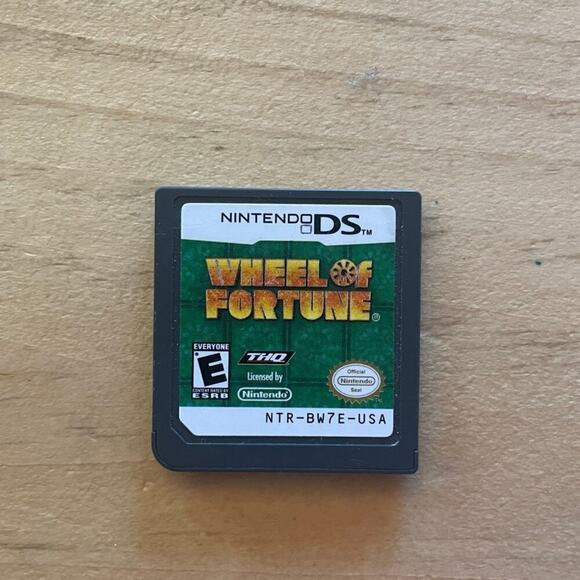 NINTENDO DS™
WHEEL OF
FORTUNE®
EVERYONE
E
CONTENT RATED BY
ESRB
THQ
Licensed by
Nintendo
Official
Nintendo
Seal
NTR-BW7E-USA